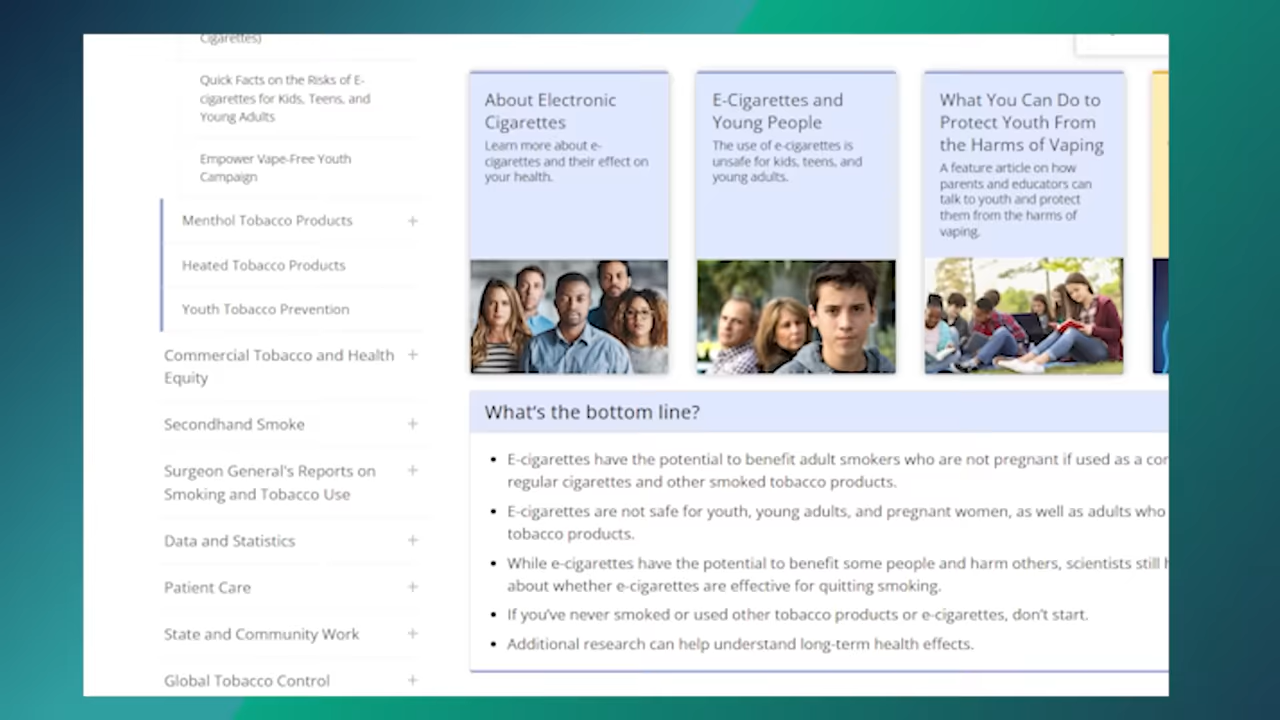 Cigarettes)
Quick Facts on the Risks of E-
cigarettes for Kids, Teens, and
Young Adults
Empower Vape-Free Youth
Campaign
Menthol Tobacco Products +
Heated Tobacco Products
Youth Tobacco Prevention
Commercial Tobacco and Health +
Equity
Secondhand Smoke +
Surgeon General's Reports on +
Smoking and Tobacco Use
Data and Statistics +
Patient Care +
State and Community Work +
Global Tobacco Control +
About Electronic
Cigarettes
Learn more about e-
cigarettes and their effect on
your health.
E-Cigarettes and
Young People
The use of e-cigarettes is
unsafe for kids, teens, and
young adults.
What You Can Do to
Protect Youth From
the Harms of Vaping
A feature article on how
parents and educators can
talk to youth and protect
them from the harms of
vaping.
What's the bottom line?
• E-cigarettes have the potential to benefit adult smokers who are not pregnant if used as a
regular cigarettes and other smoked tobacco products.
• E-cigarettes are not safe for youth, young adults, and pregnant women, as well as adults who
tobacco products.
• While e-cigarettes have the potential to benefit some people and harm others, scientists still
about whether e-cigarettes are effective for quitting smoking.
• If you've never smoked or used other tobacco products or e-cigarettes, don't start.
• Additional research can help understand long-term health effects.